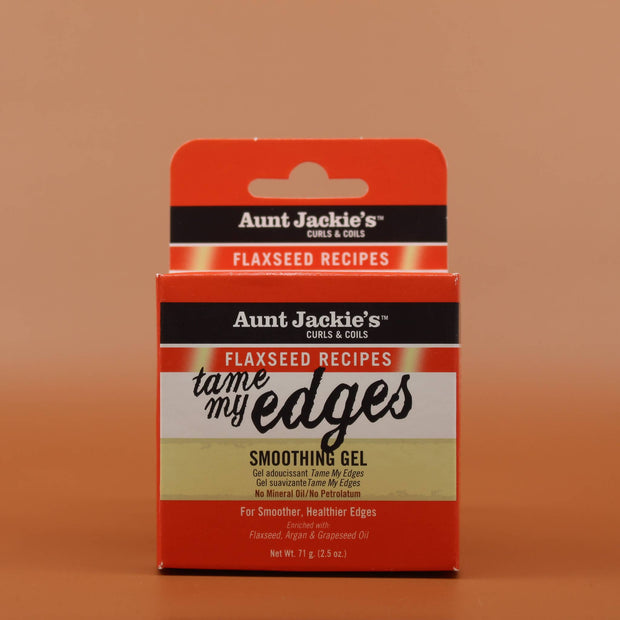 Aunt Jackie's™
CURLS & COILS
FLAXSEED RECIPES
Aunt Jackie's™
CURLS & COILS
FLAXSEED RECIPES
tame
my edges
SMOOTHING GEL
Gel adoucissant Tame My Edges
Gel suavizante Tame My Edges
No Mineral Oil/No Petrolatum
For Smoother, Healthier Edges
Enriched with:
Flaxseed, Argan & Grapeseed Oil
Net Wt. 71 g. (2.5 oz.)